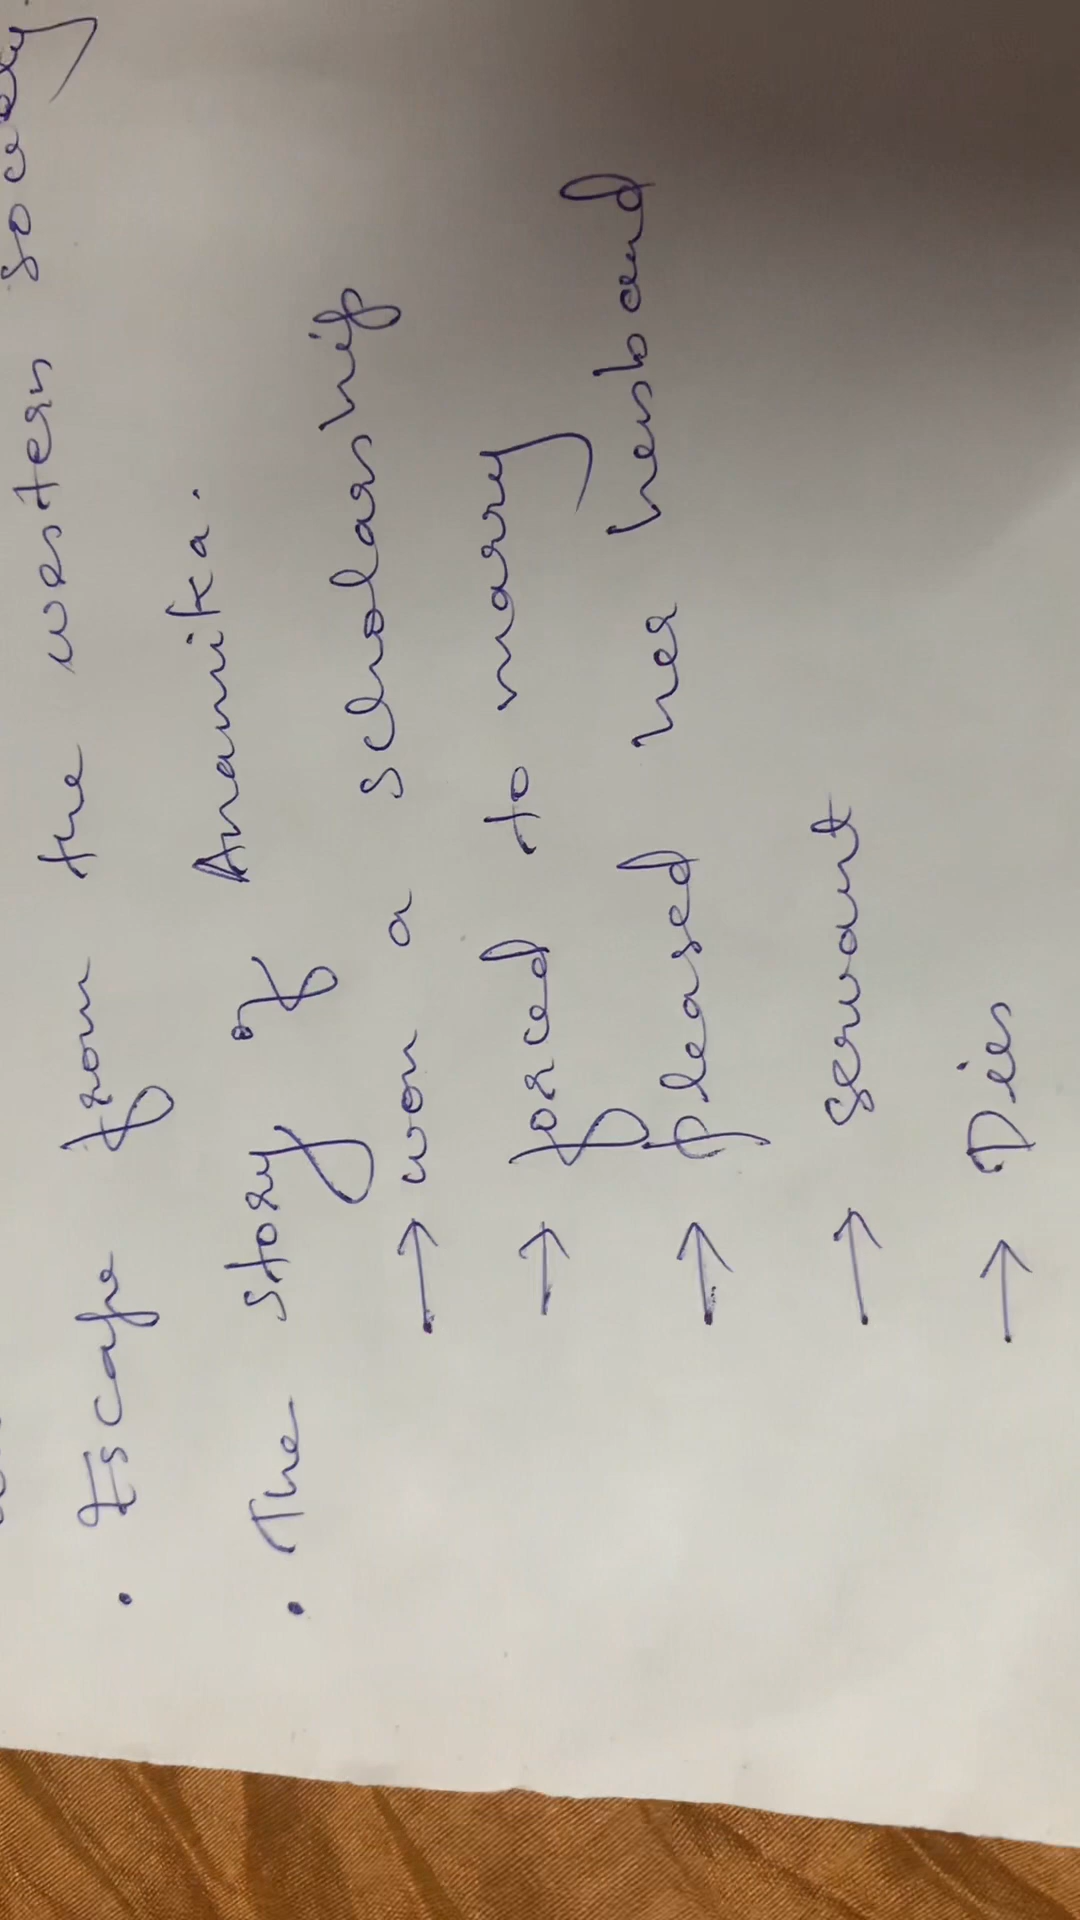 • Escape from the western society.
• The story of Anamika.
→ won a scholarship
→ forced to marry
→ pleased her husband
→ servant
→ Dies